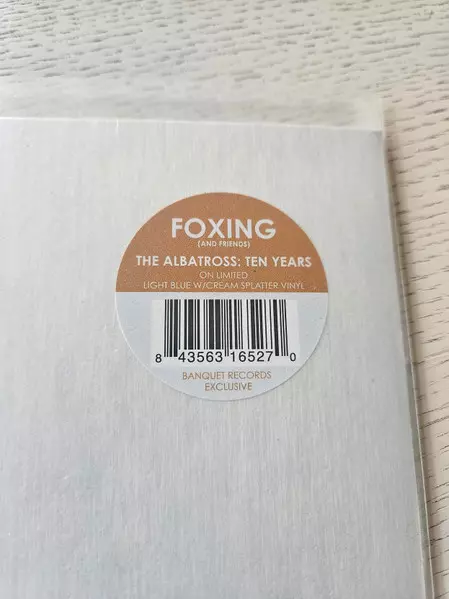 FOXING
(AND FRIENDS)
THE ALBATROSS: TEN YEARS
ON LIMITED
LIGHT BLUE W/CREAM SPLATTER VINYL
8 43563 16527 0
BANQUET RECORDS
EXCLUSIVE